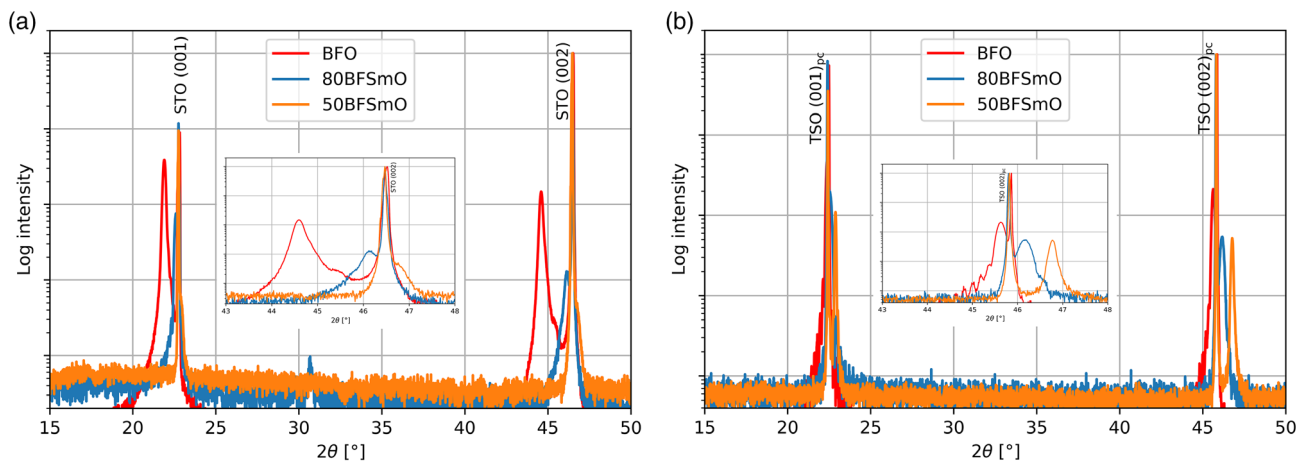 (a)
Log intensity
STO (001)
BFO
80BFSmO
50BFSmO
STO (002)
STO (002)
43 44 45 46 47 48
2θ [°]
15 20 25 30 35 40 45 50
2θ [°]
(b)
Log intensity
TSO (001)pc
BFO
80BFSmO
50BFSmO
TSO (002)pc
TSO (002)pc
43 44 45 46 47 48
2θ [°]
15 20 25 30 35 40 45 50
2θ [°]